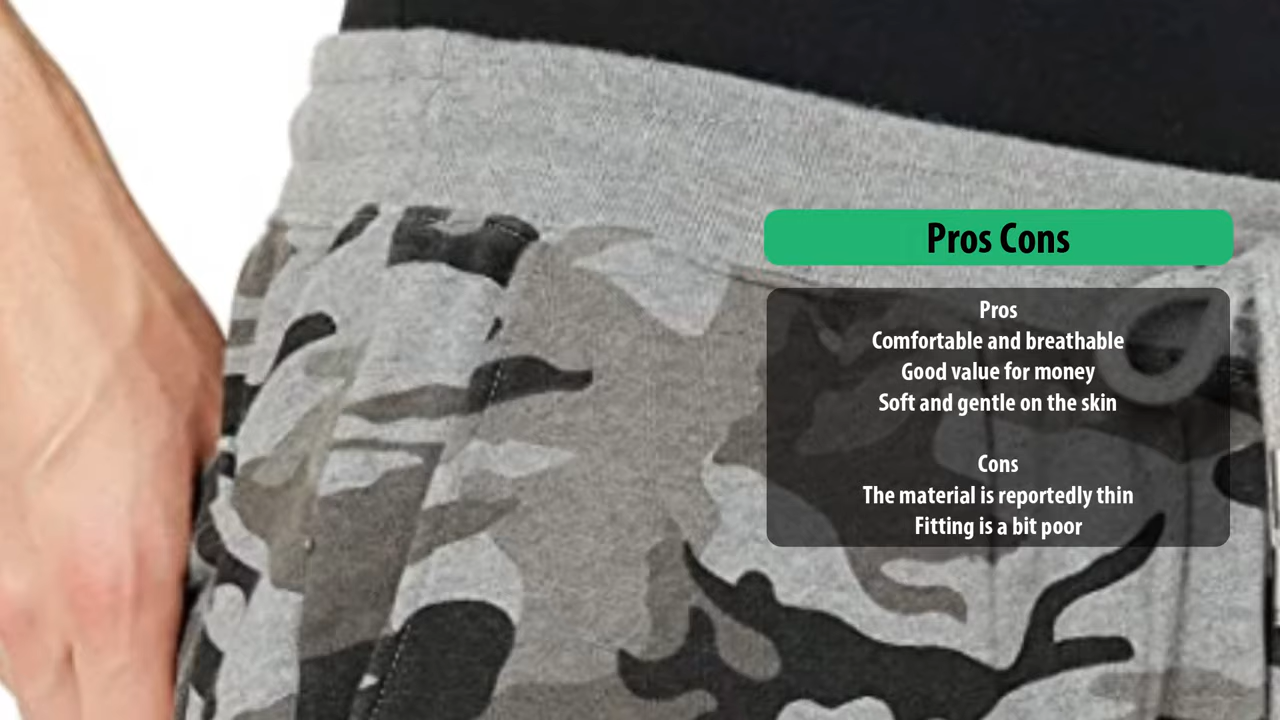 Pros Cons
Pros
Comfortable and breathable
Good value for money
Soft and gentle on the skin
Cons
The material is reportedly thin
Fitting is a bit poor